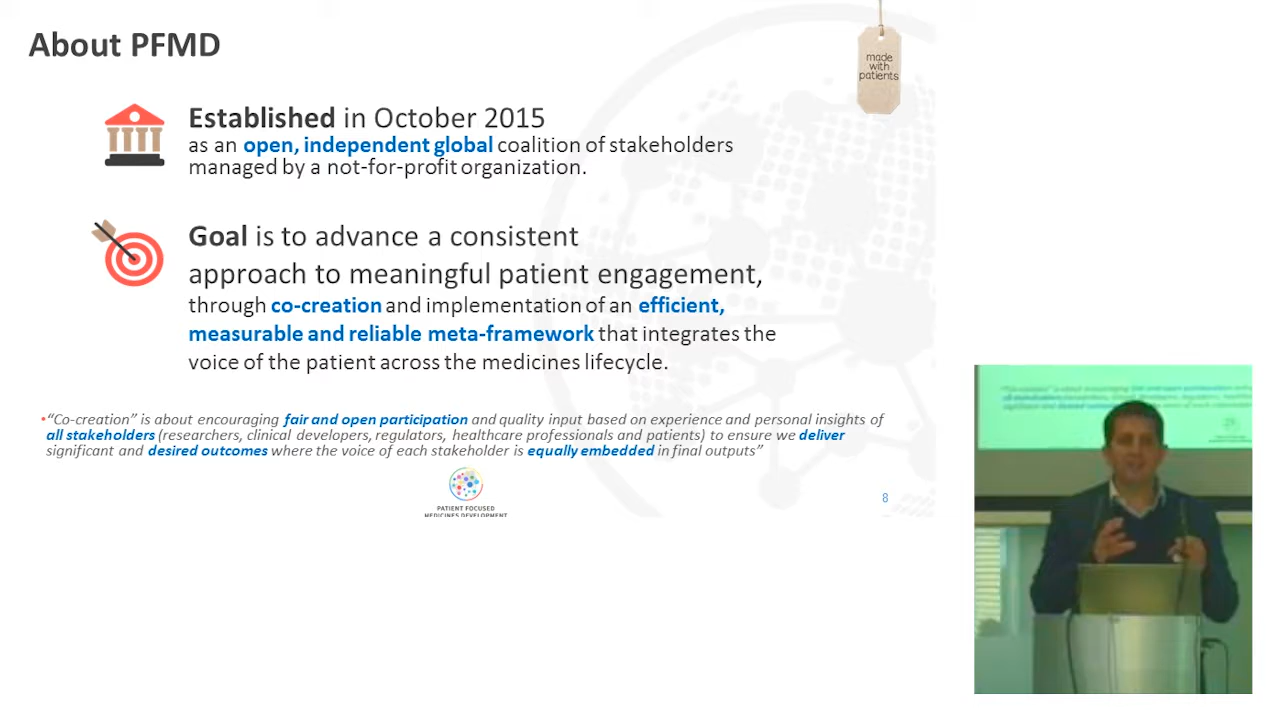 About PFMD
made
with
patients
Established in October 2015
as an open, independent global coalition of stakeholders
managed by a not-for-profit organization.
Goal is to advance a consistent
approach to meaningful patient engagement,
through co-creation and implementation of an efficient,
measurable and reliable meta-framework that integrates the
voice of the patient across the medicines lifecycle.
•“Co-creation” is about encouraging fair and open participation and quality input based on experience and personal insights of
all stakeholders (researchers, clinical developers, regulators, healthcare professionals and patients) to ensure we deliver
significant and desired outcomes where the voice of each stakeholder is equally embedded in final outputs”
PATIENT FOCUSED
MEDICINES DEVELOPMENT
8